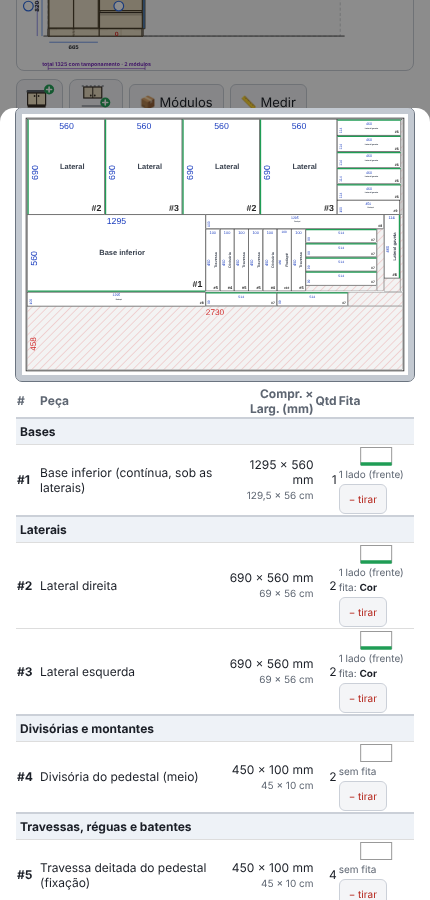 820
665
total 1325 com tamponamento · 2 módulos
📦 Módulos
📏 Medir
560 560 560 560
690 Lateral #2
690 Lateral #3
690 Lateral #2
690 Lateral #3
1295
560 Base inferior #1
2730
458
# Peça Compr. × Larg. (mm) Qtd Fita
Bases
#1 Base inferior (contínua, sob as laterais) 1295 × 560 mm 1
129,5 × 56 cm
1 lado (frente)
− tirar
Laterais
#2 Lateral direita 690 × 560 mm 2
69 × 56 cm
1 lado (frente)
fita: Cor
− tirar
#3 Lateral esquerda 690 × 560 mm 2
69 × 56 cm
1 lado (frente)
fita: Cor
− tirar
Divisórias e montantes
#4 Divisória do pedestal (meio) 450 × 100 mm 2
45 × 10 cm
sem fita
− tirar
Travessas, réguas e batentes
#5 Travessa deitada do pedestal (fixação) 450 × 100 mm 4
45 × 10 cm
sem fita
− tirar